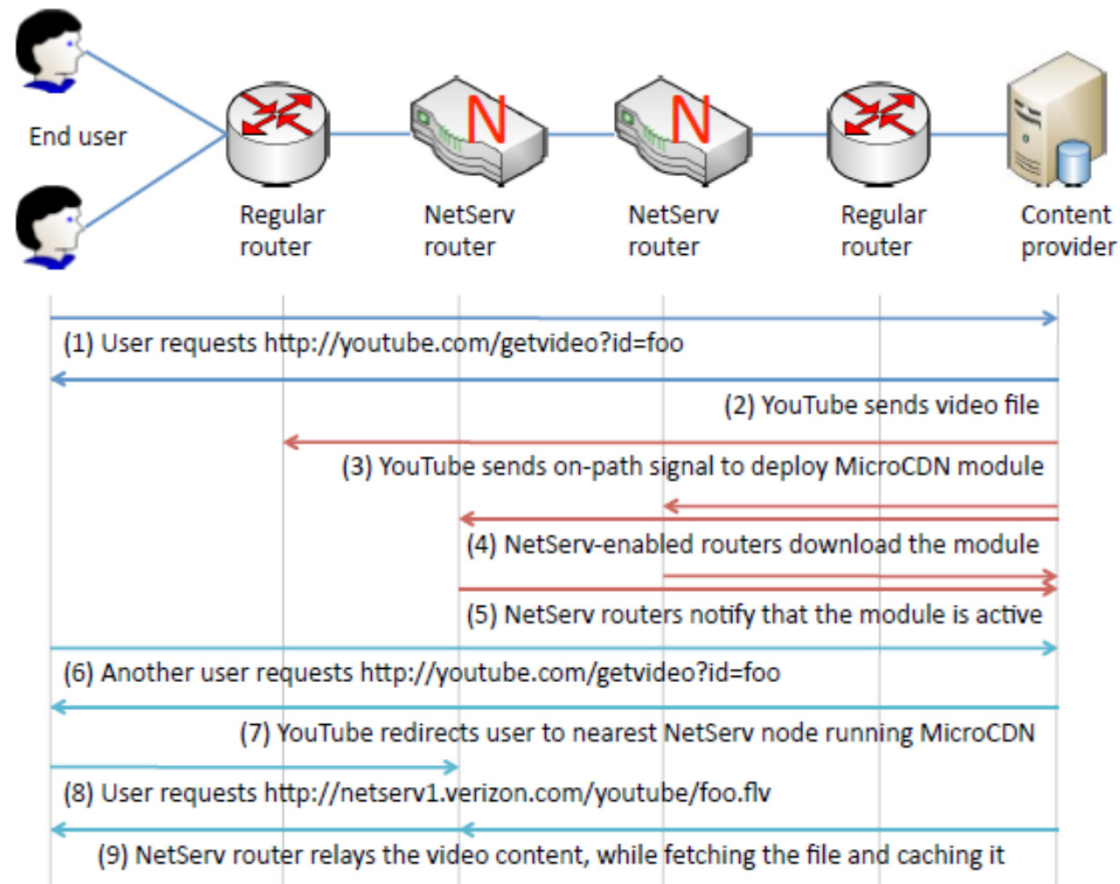 End user
N
N
Regular
router
NetServ
router
NetServ
router
Regular
router
Content
provider
(1) User requests http://youtube.com/getvideo?id=foo
(2) YouTube sends video file
(3) YouTube sends on-path signal to deploy MicroCDN module
(4) NetServ-enabled routers download the module
(5) NetServ routers notify that the module is active
(6) Another user requests http://youtube.com/getvideo?id=foo
(7) YouTube redirects user to nearest NetServ node running MicroCDN
(8) User requests http://netserv1.verizon.com/youtube/foo.flv
(9) NetServ router relays the video content, while fetching the file and caching it